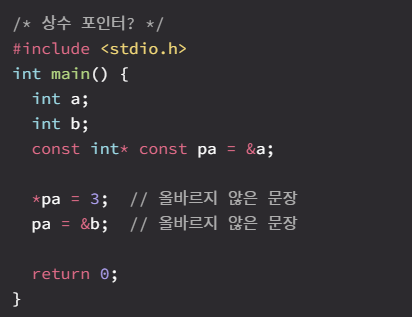 /* 상수 포인터? */
#include <stdio.h>
int main() {
  int a;
  int b;
  const int* const pa = &a;

  *pa = 3;  // 올바르지 않은 문장
  pa = &b;  // 올바르지 않은 문장

  return 0;
}